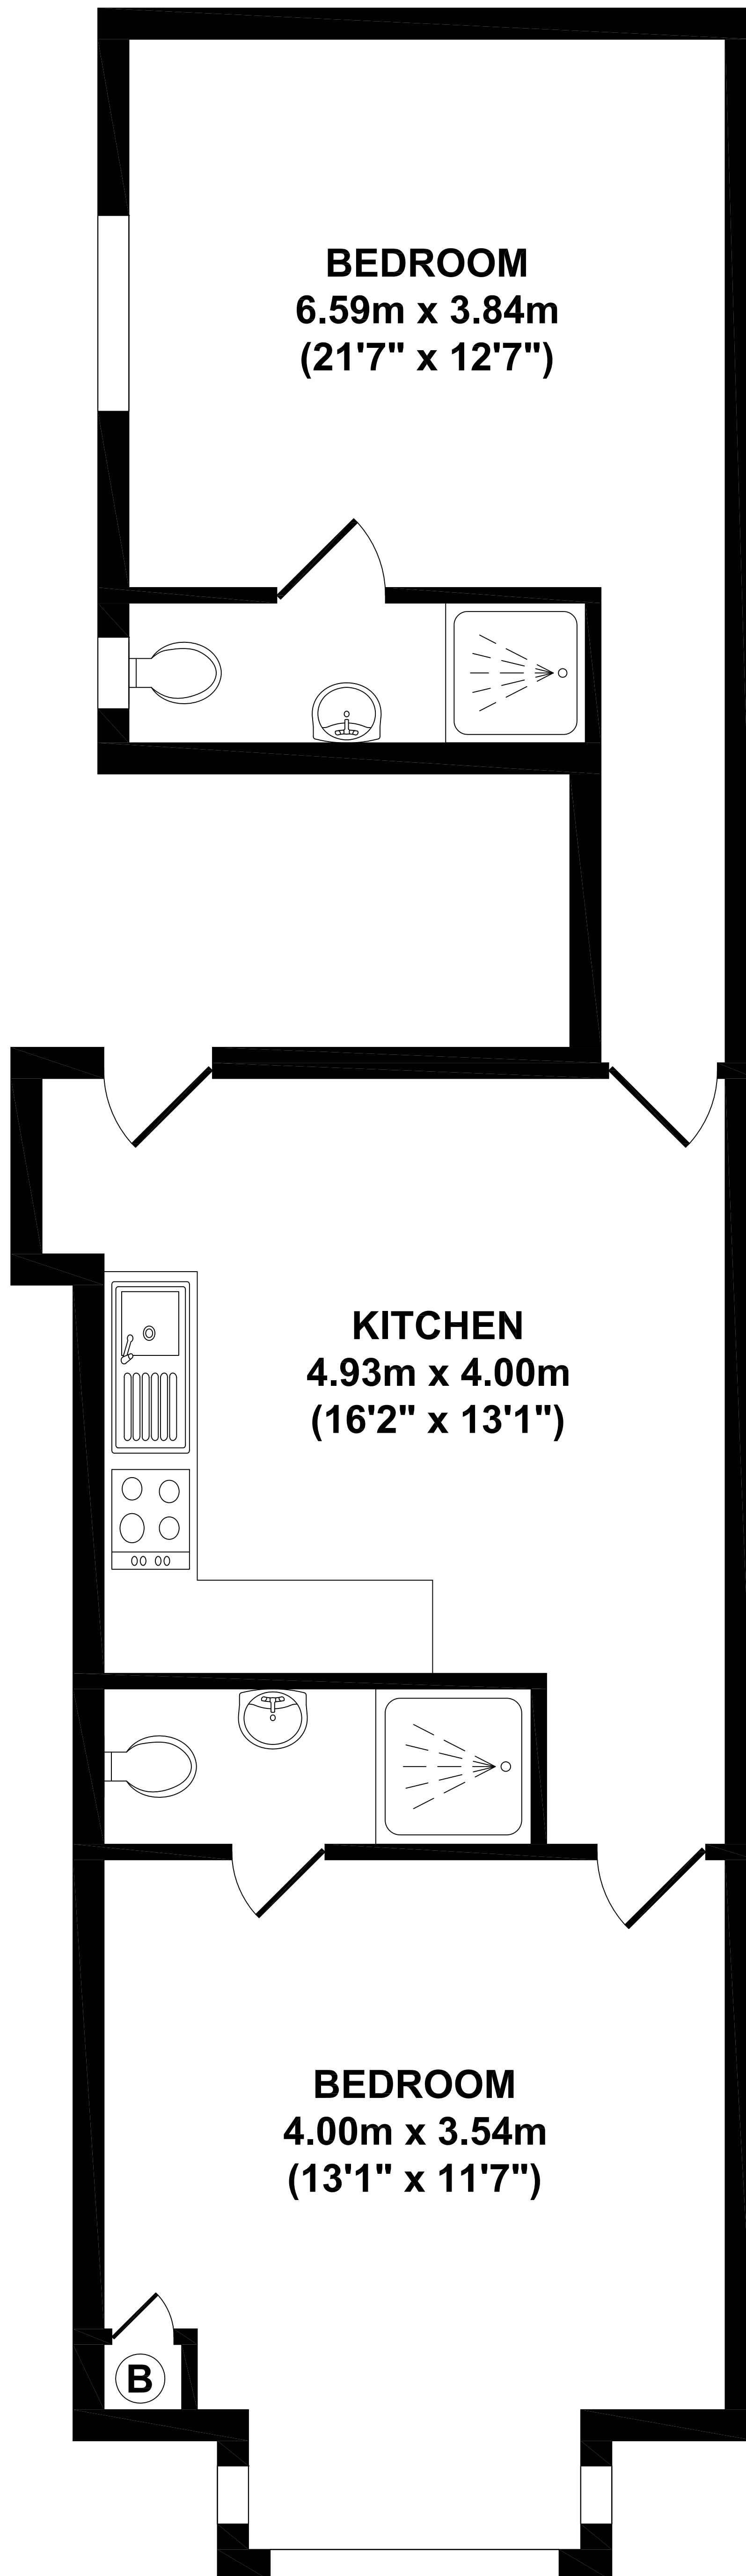 BEDROOM
6.59m x 3.84m
(21'7" x 12'7")
KITCHEN
4.93m x 4.00m
(16'2" x 13'1")
BEDROOM
4.00m x 3.54m
(13'1" x 11'7")
B